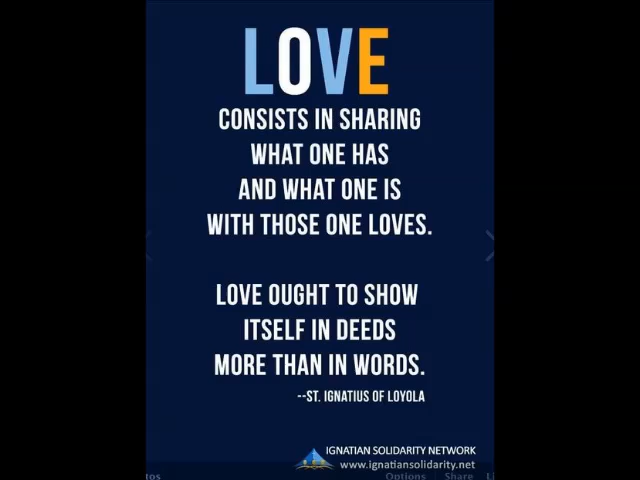 LOVE
CONSISTS IN SHARING
WHAT ONE HAS
AND WHAT ONE IS
WITH THOSE ONE LOVES.
LOVE OUGHT TO SHOW
ITSELF IN DEEDS
MORE THAN IN WORDS.
--ST. IGNATIUS OF LOYOLA
IGNATIAN SOLIDARITY NETWORK
www.ignatiansolidarity.net
tos Options Share